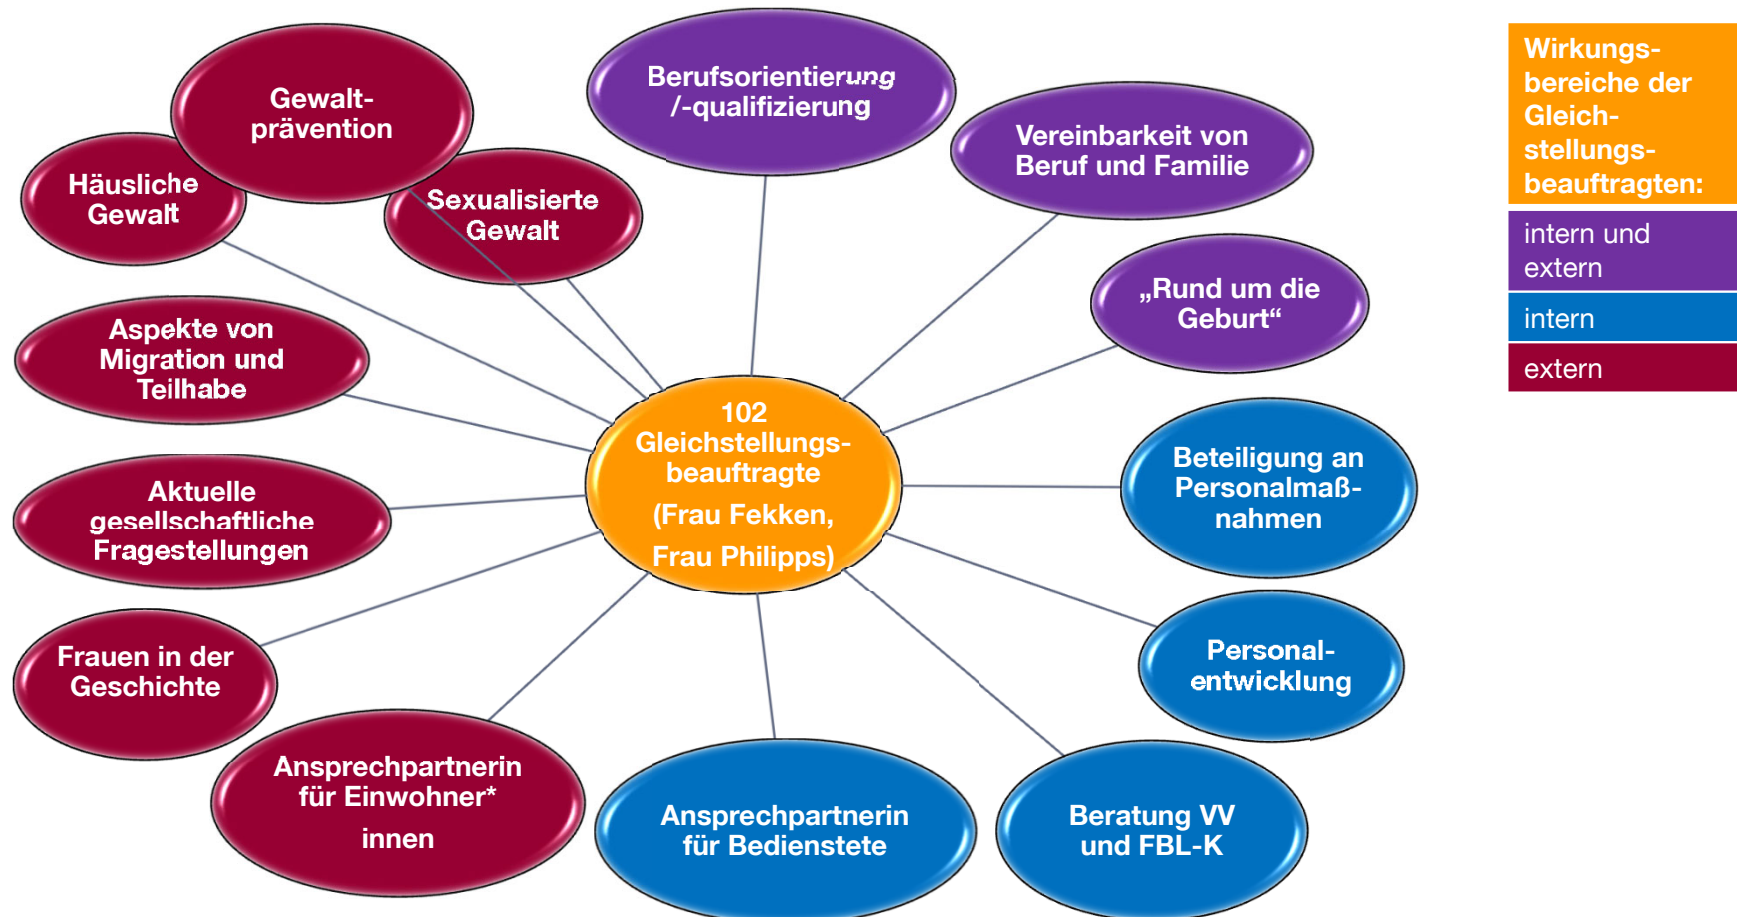 Gewalt-
prävention
Häusliche
Gewalt
Sexualisierte
Gewalt
Berufsorientierung
/-qualifizierung
Vereinbarkeit von
Beruf und Familie
„Rund um die
Geburt“
Aspekte von
Migration und
Teilhabe
Aktuelle
gesellschaftliche
Fragestellungen
Frauen in der
Geschichte
Ansprechpartnerin
für Einwohner*
innen
102
Gleichstellungs-
beauftragte
(Frau Fekken,
Frau Philipps)
Beteiligung an
Personalmaß-
nahmen
Personal-
entwicklung
Beratung VV
und FBL-K
Ansprechpartnerin
für Bedienstete
Wirkungs-
bereiche der
Gleich-
stellungs-
beauftragten:
intern und
extern
intern
extern